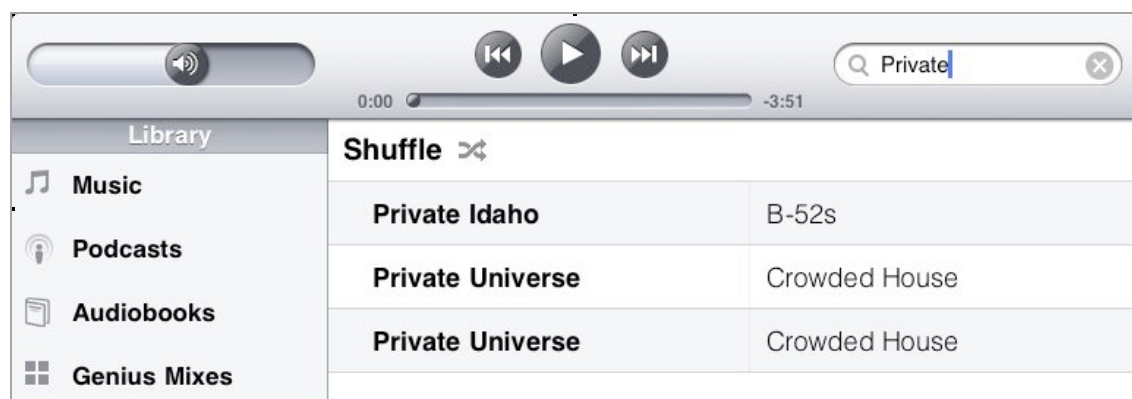 Private
0:00 -3:51
Library
Music
Podcasts
Audiobooks
Genius Mixes
Shuffle
Private Idaho B-52s
Private Universe Crowded House
Private Universe Crowded House